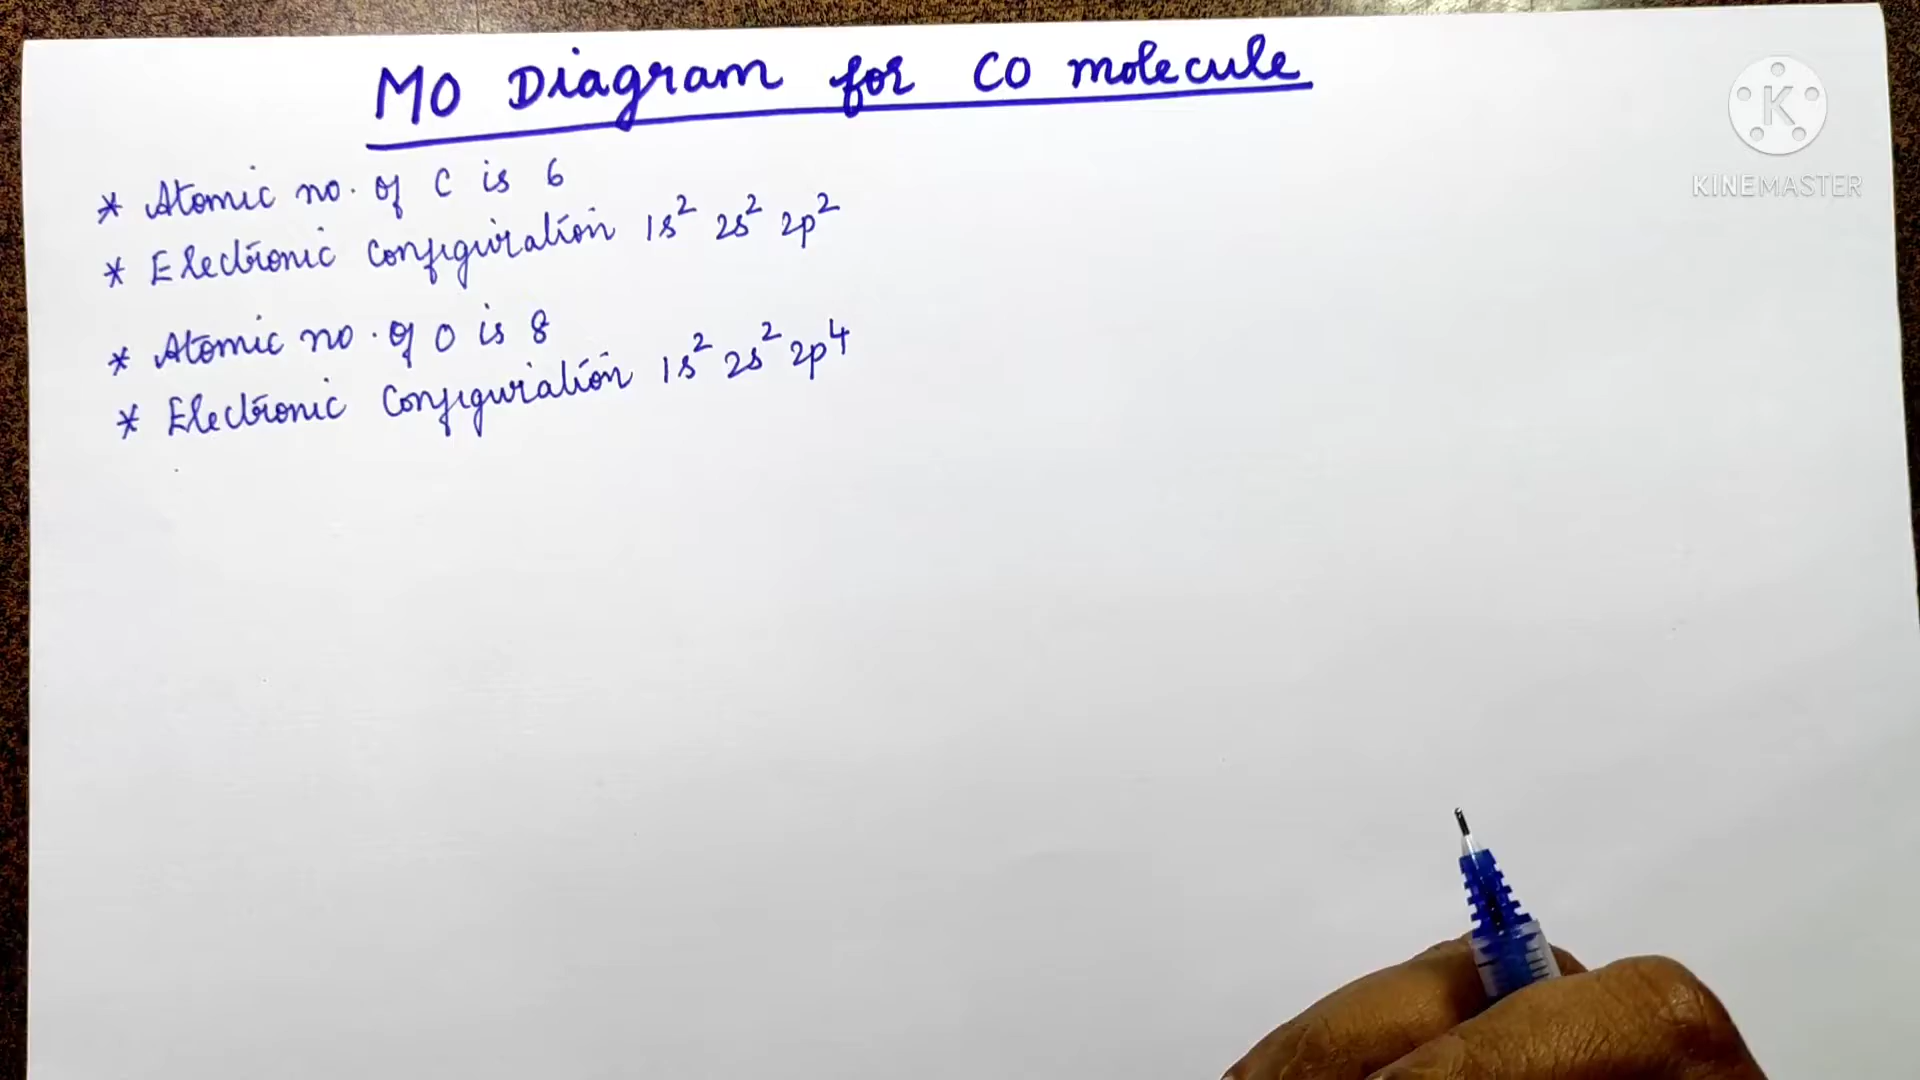 MO Diagram for CO molecule
* Atomic no. of C is 6
* Electronic Configuration 1s² 2s² 2p²
* Atomic no. of O is 8
* Electronic Configuration 1s² 2s² 2p⁴
K
KINEMASTER